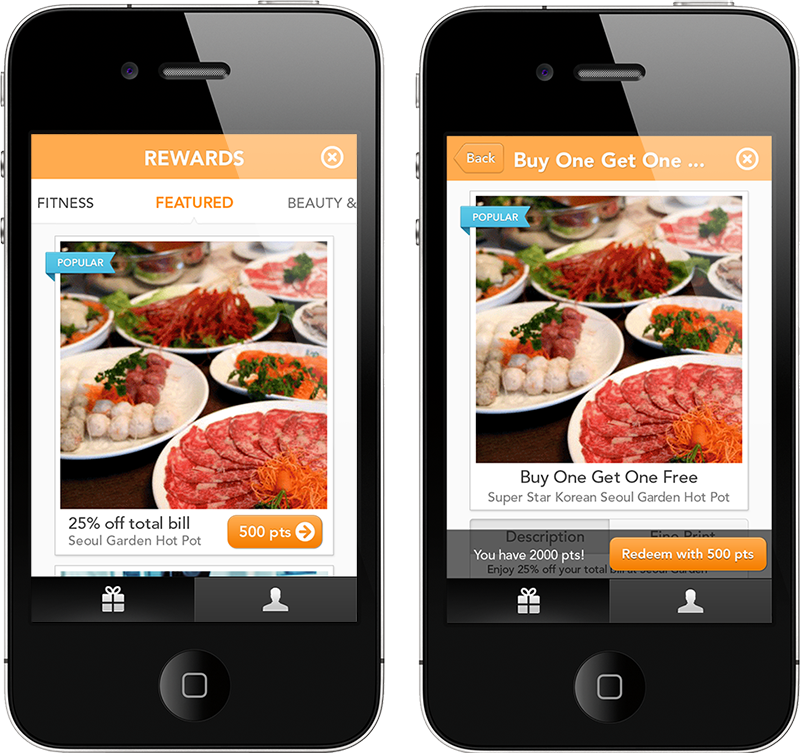 REWARDS
FITNESS FEATURED BEAUTY &
POPULAR
25% off total bill
Seoul Garden Hot Pot
500 pts
Back Buy One Get One ...
POPULAR
Buy One Get One Free
Super Star Korean Seoul Garden Hot Pot
Description Fine Print
You have 2000 pts! Redeem with 500 pts
Enjoy 25% off your total bill at Seoul Garden